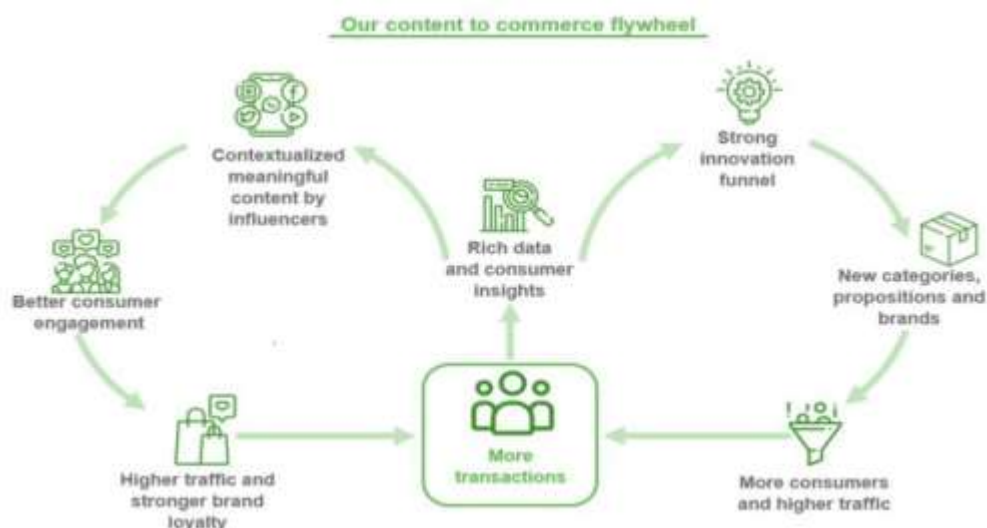 Our content to commerce flywheel
Contextualized
meaningful
content by
influencers
Strong
innovation
funnel
Rich data
and consumer
insights
Better consumer
engagement
New categories,
propositions and
brands
Higher traffic and
stronger brand
loyalty
More
transactions
More consumers
and higher traffic